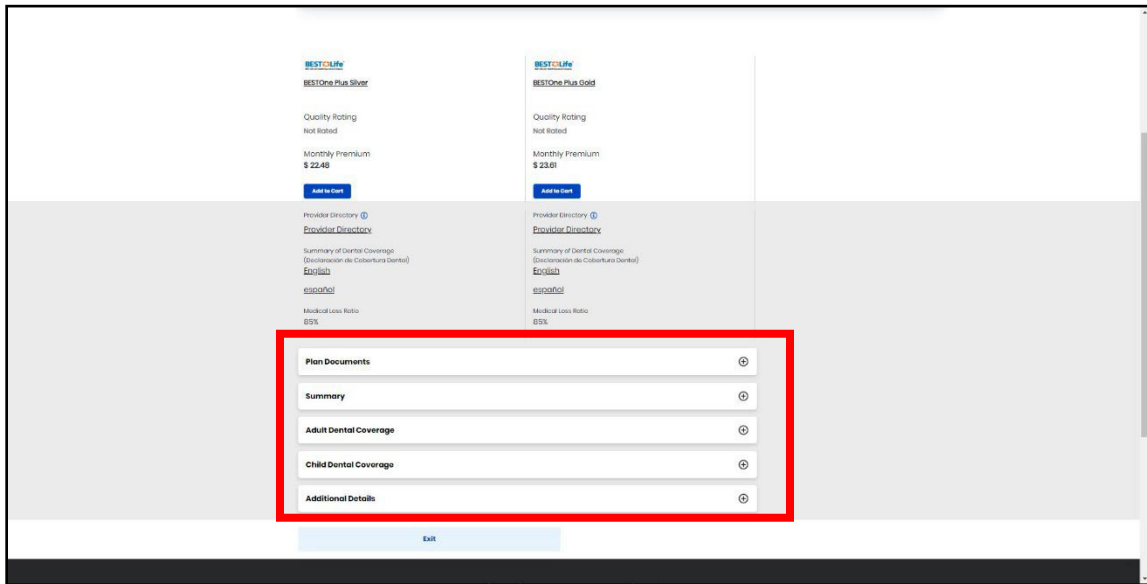 BEST Life
BESTOne Plus Silver
Quality Rating
Not Rated
Monthly Premium
$ 22.48
Add to Cart
Provider Directory
Provider Directory
Summary of Dental Coverage
(Declaración de Cobertura Dental)
English
español
Medical Loss Ratio
85%
BEST Life
BESTOne Plus Gold
Quality Rating
Not Rated
Monthly Premium
$ 23.61
Add to Cart
Provider Directory
Provider Directory
Summary of Dental Coverage
(Declaración de Cobertura Dental)
English
español
Medical Loss Ratio
85%
Plan Documents
Summary
Adult Dental Coverage
Child Dental Coverage
Additional Details
Exit